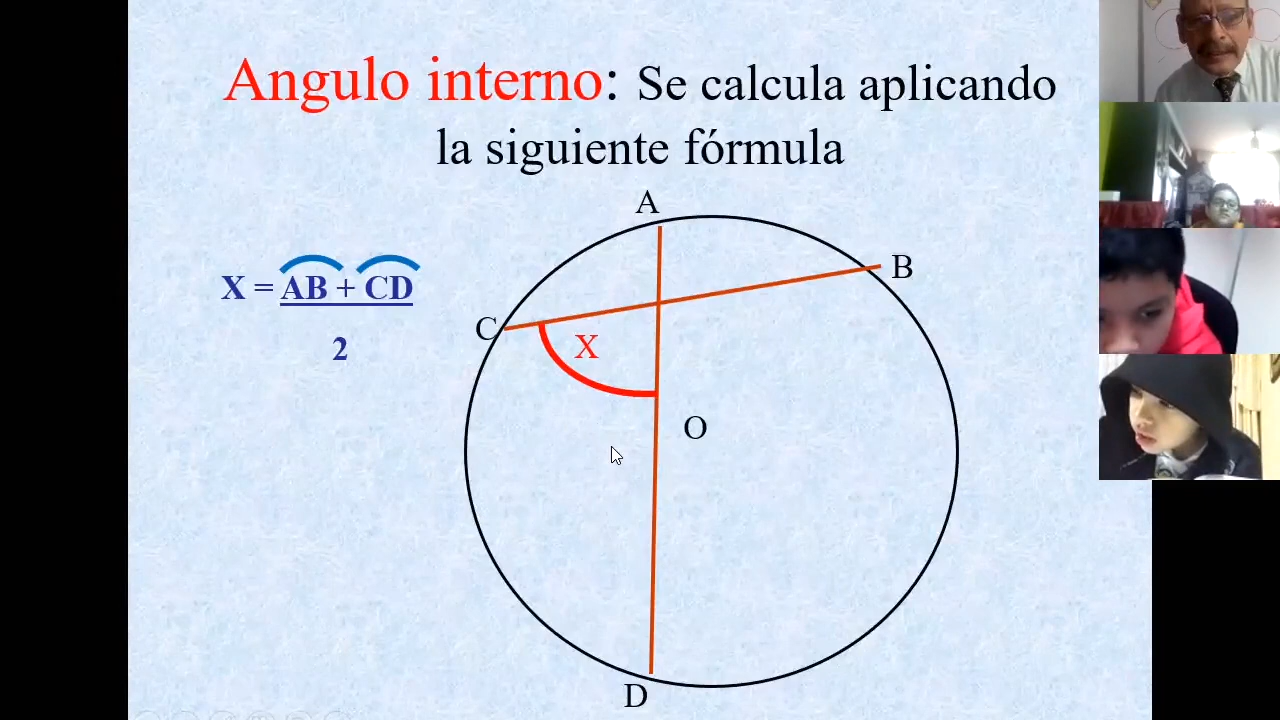 Angulo interno: Se calcula aplicando
la siguiente fórmula
A
B
X = AB + CD
2
C
X
O
D